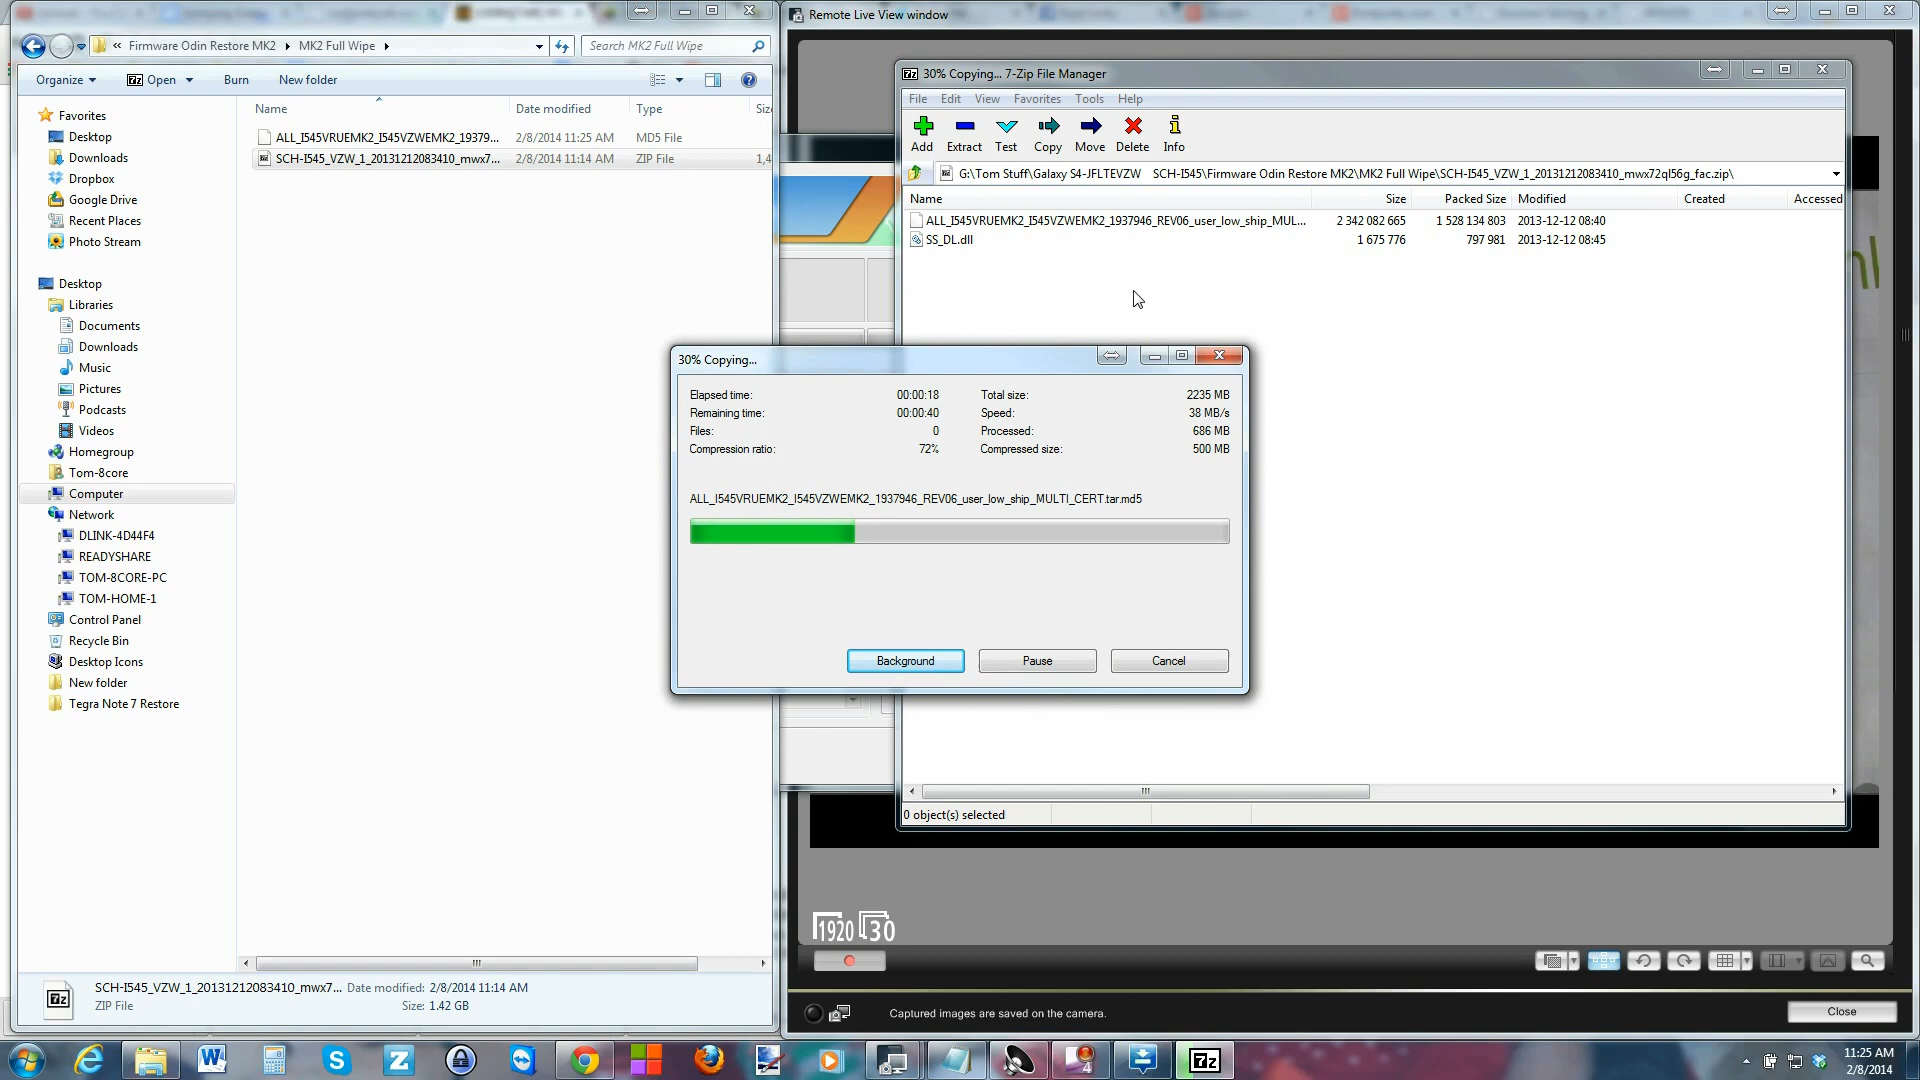 Firmware Odin Restore MK2 MK2 Full Wipe
Search MK2 Full Wipe
Organize Open Burn New folder
Name Date modified Type Siz
ALL_I545VRUEMK2_I545VZWEMK2_19379... 2/8/2014 11:25 AM MD5 File
SCH-I545_VZW_1_20131212083410_mwx7... 2/8/2014 11:14 AM ZIP File 1,4
Favorites
Desktop
Downloads
Dropbox
Google Drive
Recent Places
Photo Stream
Desktop
Libraries
Documents
Downloads
Music
Pictures
Podcasts
Videos
Homegroup
Tom-8core
Computer
Network
DLINK-4D44F4
READYSHARE
TOM-8CORE-PC
TOM-HOME-1
Control Panel
Recycle Bin
Desktop Icons
New folder
Tegra Note 7 Restore
SCH-I545_VZW_1_20131212083410_mwx7... Date modified: 2/8/2014 11:14 AM
ZIP File Size: 1.42 GB
Remote Live View window
30% Copying... 7-Zip File Manager
File Edit View Favorites Tools Help
Add Extract Test Copy Move Delete Info
G:\Tom Stuff\Galaxy S4-JFLTEVZW SCH-I545\Firmware Odin Restore MK2\MK2 Full Wipe\SCH-I545_VZW_1_20131212083410_mwx72ql56g_fac.zip\
Name Size Packed Size Modified Created Accessed
ALL_I545VRUEMK2_I545VZWEMK2_1937946_REV06_user_low_ship_MUL... 2 342 082 665 1 528 134 803 2013-12-12 08:40
SS_DL.dll 1 675 776 797 981 2013-12-12 08:45
0 object(s) selected
30% Copying...
Elapsed time: 00:00:18 Total size: 2235 MB
Remaining time: 00:00:40 Speed: 38 MB/s
Files: 0 Processed: 686 MB
Compression ratio: 72% Compressed size: 500 MB
ALL_I545VRUEMK2_I545VZWEMK2_1937946_REV06_user_low_ship_MULTI_CERT.tar.md5
Background Pause Cancel
1920 30
Captured images are saved on the camera.
Close
11:25 AM
2/8/2014